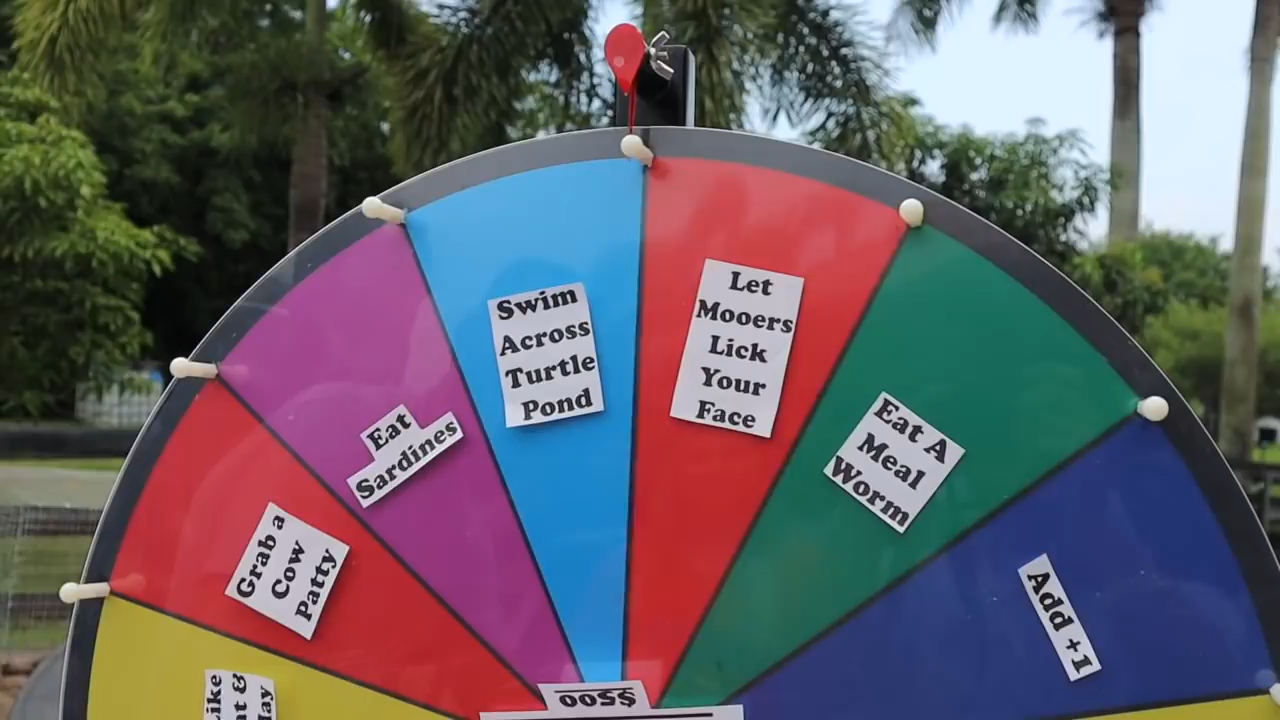 Grab a
Cow
Patty
Eat
Sardines
Swim
Across
Turtle
Pond
Let
Mooers
Lick
Your
Face
Eat A
Meal
Worm
Add +1
$500